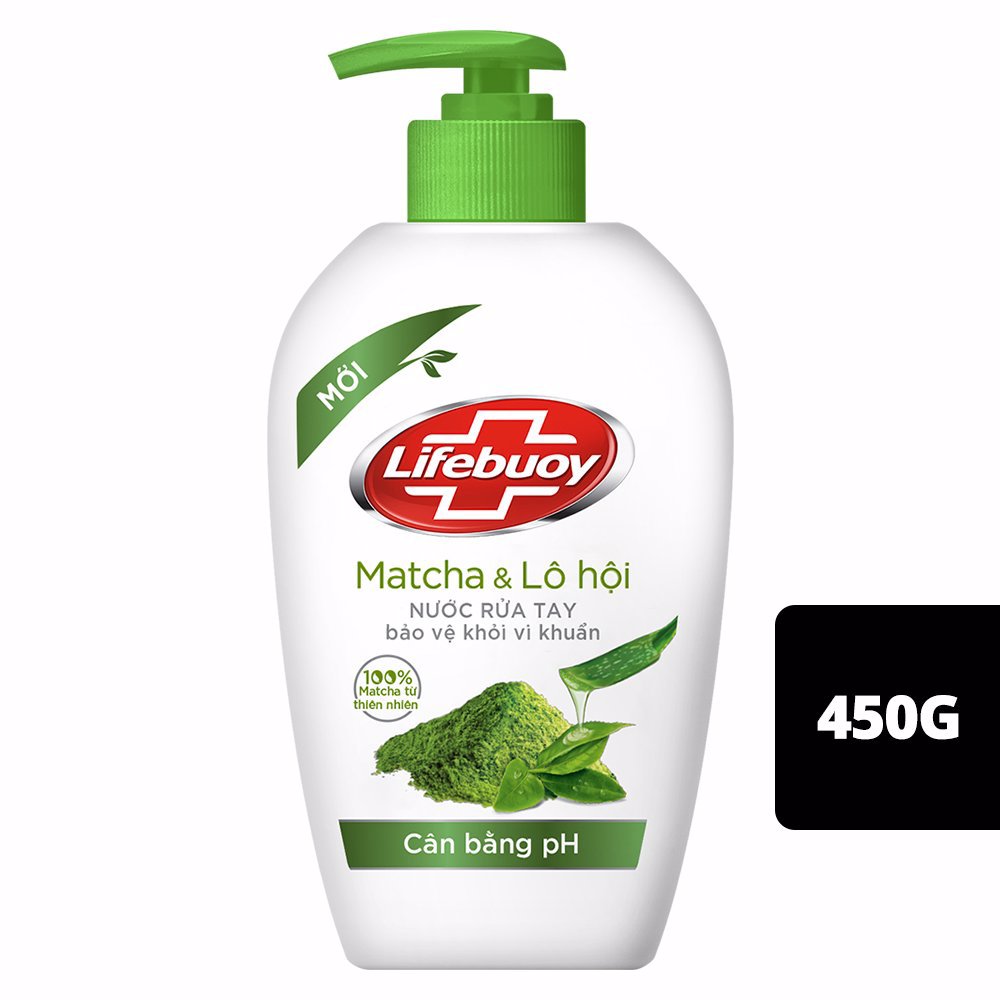 MỚI
Lifebuoy
Matcha & Lô hội
NƯỚC RỬA TAY
bảo vệ khỏi vi khuẩn
100%
Matcha từ
thiên nhiên
450G
Cân bằng pH